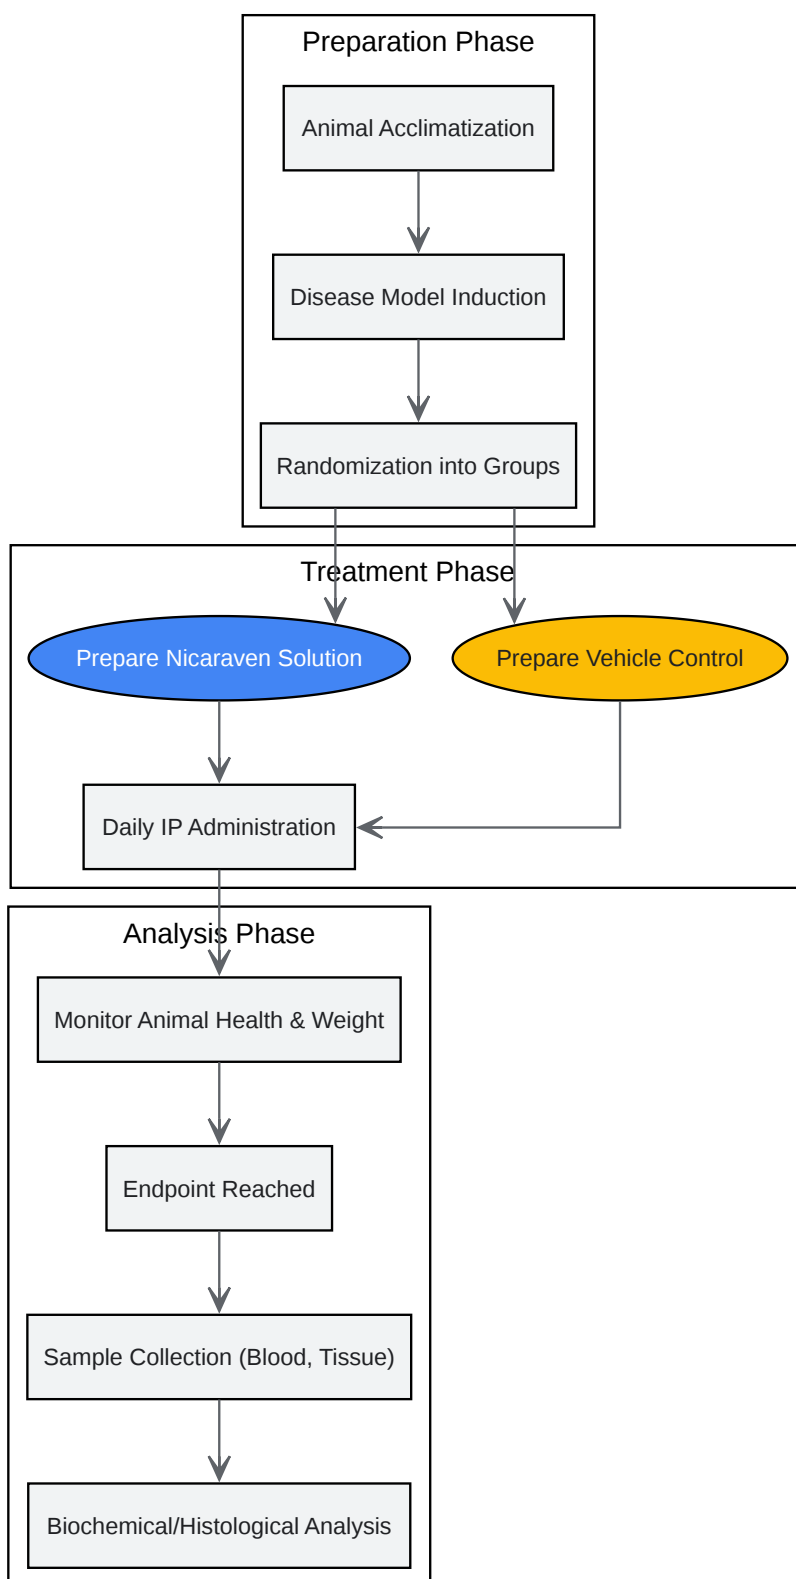 Preparation Phase
Animal Acclimatization
Disease Model Induction
Randomization into Groups
Treatment Phase
Prepare Nicaraven Solution
Prepare Vehicle Control
Daily IP Administration
Analysis Phase
Monitor Animal Health & Weight
Endpoint Reached
Sample Collection (Blood, Tissue)
Biochemical/Histological Analysis